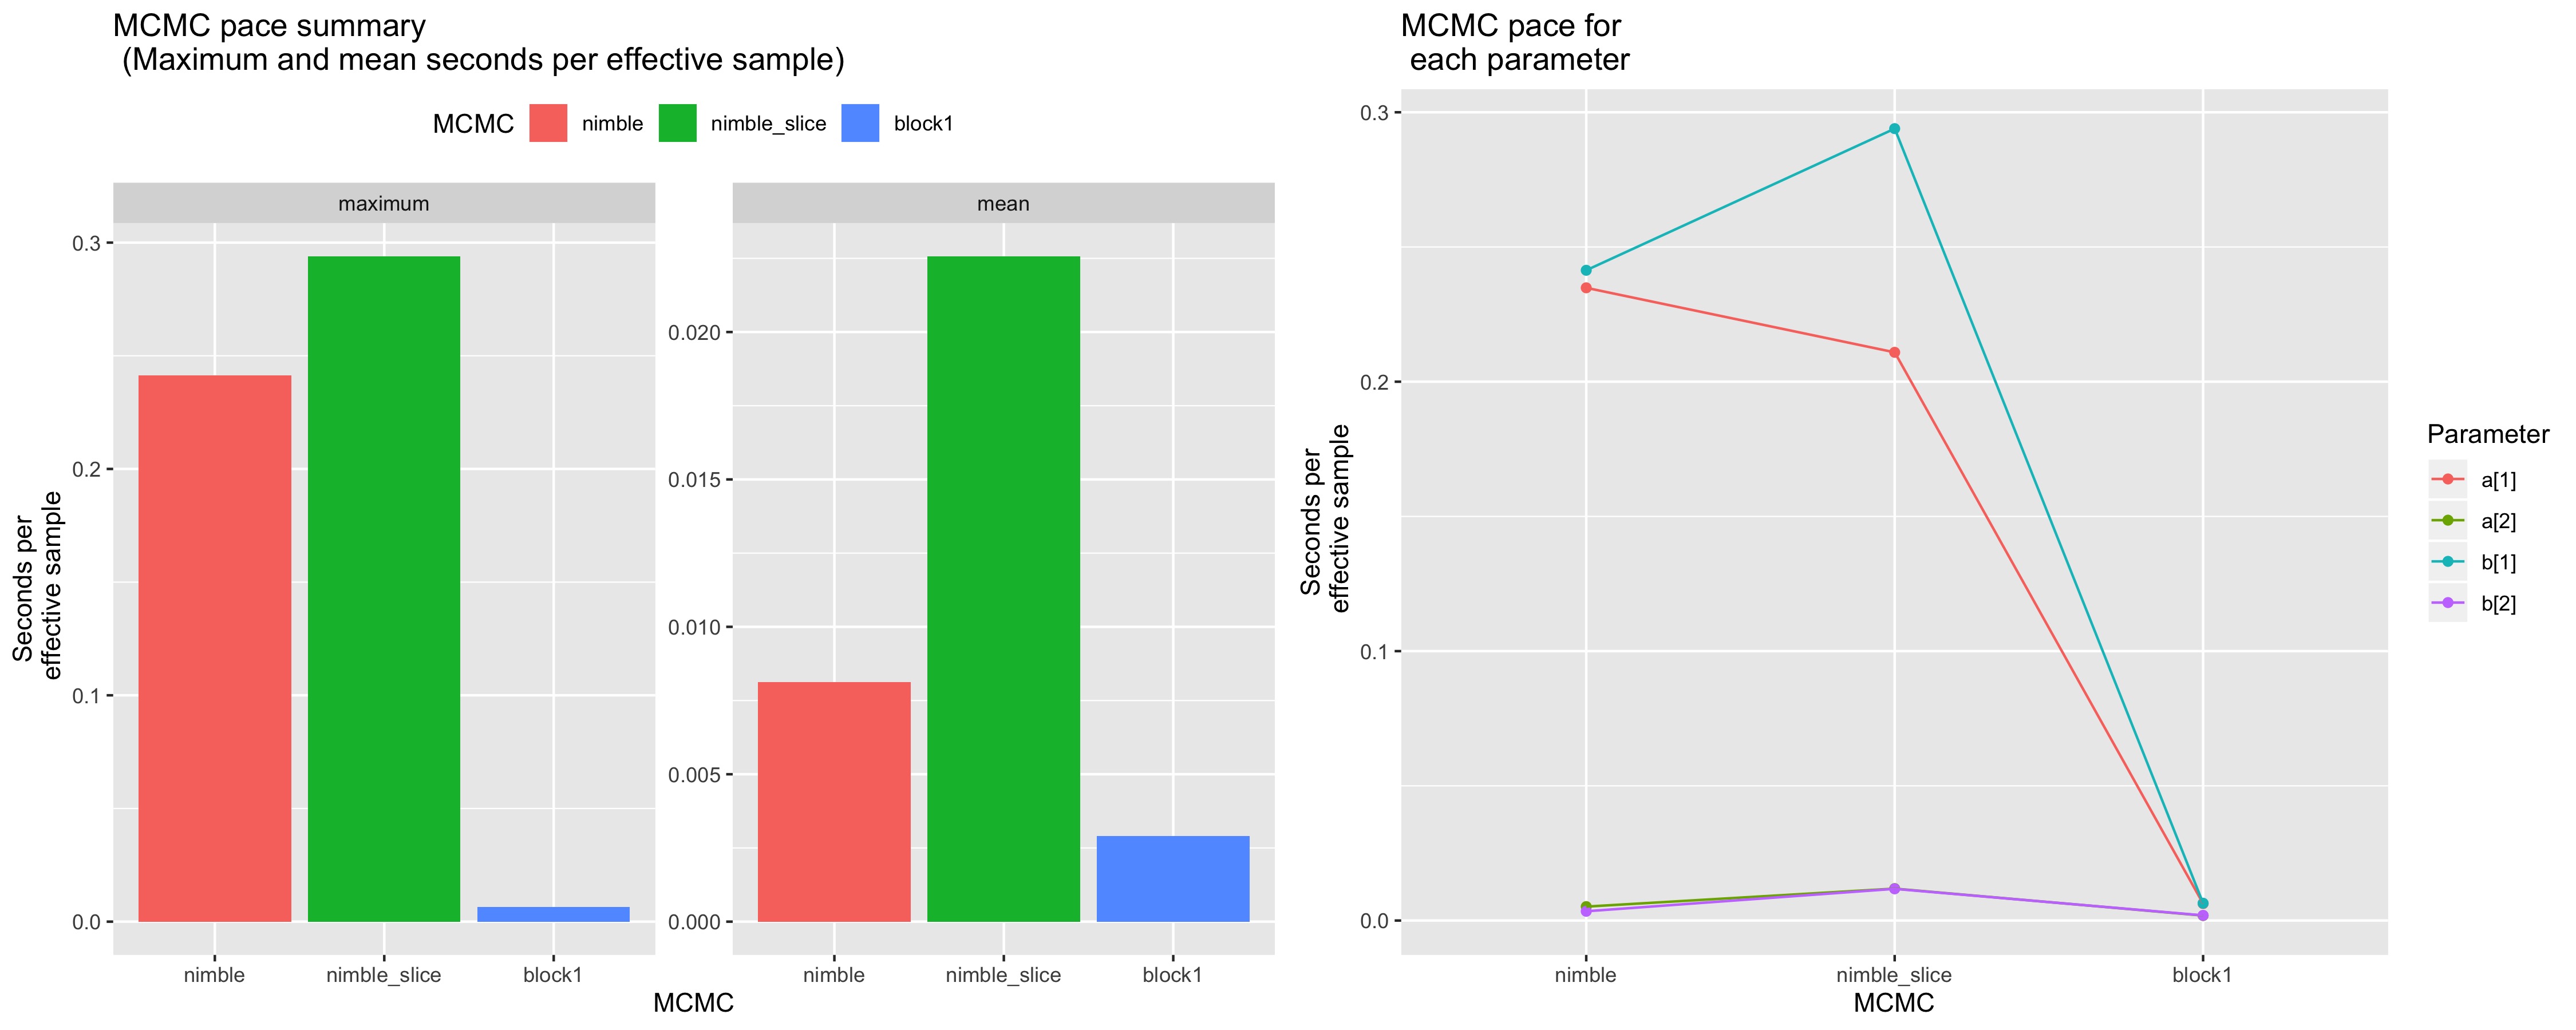 MCMC pace summary
(Maximum and mean seconds per effective sample)
MCMC nimble nimble_slice block1
maximum
mean
Seconds per
effective sample
0.3
0.2
0.1
0.0
nimble nimble_slice block1
0.020
0.015
0.010
0.005
0.000
nimble nimble_slice block1
MCMC
MCMC pace for
each parameter
Seconds per
effective sample
0.3
0.2
0.1
0.0
nimble nimble_slice block1
MCMC
Parameter
a[1]
a[2]
b[1]
b[2]